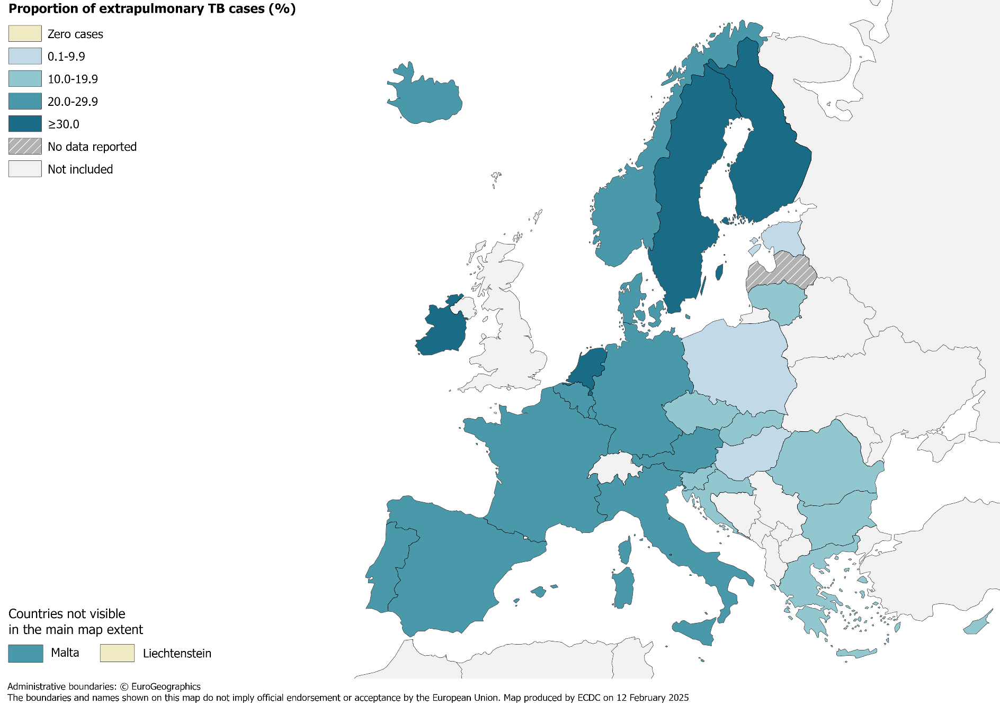 Proportion of extrapulmonary TB cases (%)
Zero cases
0.1-9.9
10.0-19.9
20.0-29.9
≥30.0
No data reported
Not included
Countries not visible
in the main map extent
Malta
Liechtenstein
Administrative boundaries: © EuroGeographics
The boundaries and names shown on this map do not imply official endorsement or acceptance by the European Union. Map produced by ECDC on 12 February 2025